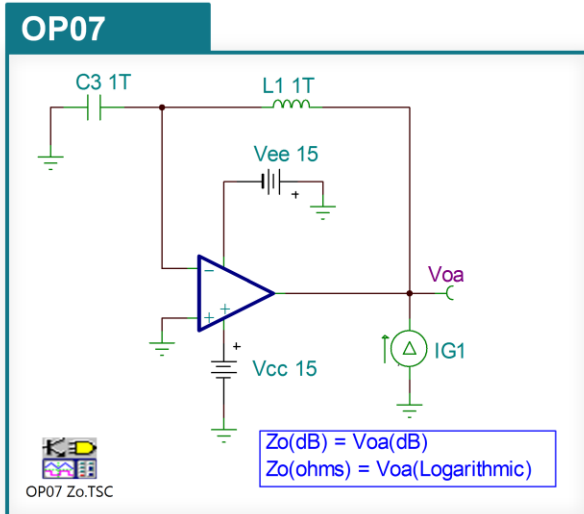 OP07
C3 1T
L1 1T
Vee 15
+
-
+
+
Voa
+
Vcc 15
IG1
Zo(dB) = Voa(dB)
Zo(ohms) = Voa(Logarithmic)
OP07 Zo.TSC